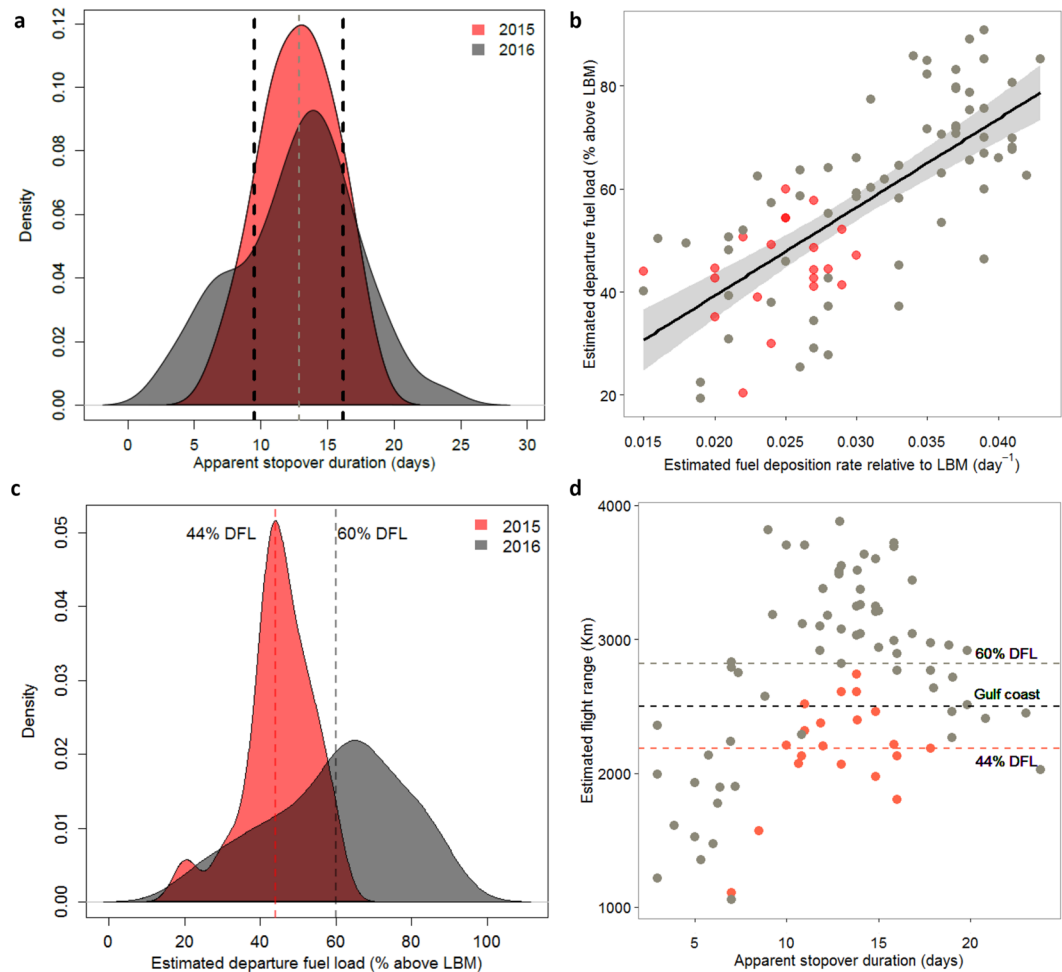 a
0.12
0.10
0.08
0.06
0.04
0.02
0.00
Density
2015
2016
0
5
10
15
20
25
30
Apparent stopover duration (days)
b
80
60
40
20
Estimated departure fuel load (% above LBM)
0.015
0.020
0.025
0.030
0.035
0.040
Estimated fuel deposition rate relative to LBM (day⁻¹)
c
0.05
0.04
0.03
0.02
0.01
0.00
Density
44% DFL
60% DFL
2015
2016
0
20
40
60
80
100
Estimated departure fuel load (% above LBM)
d
4000
3000
2000
1000
Estimated flight range (Km)
60% DFL
Gulf coast
44% DFL
5
10
15
20
Apparent stopover duration (days)